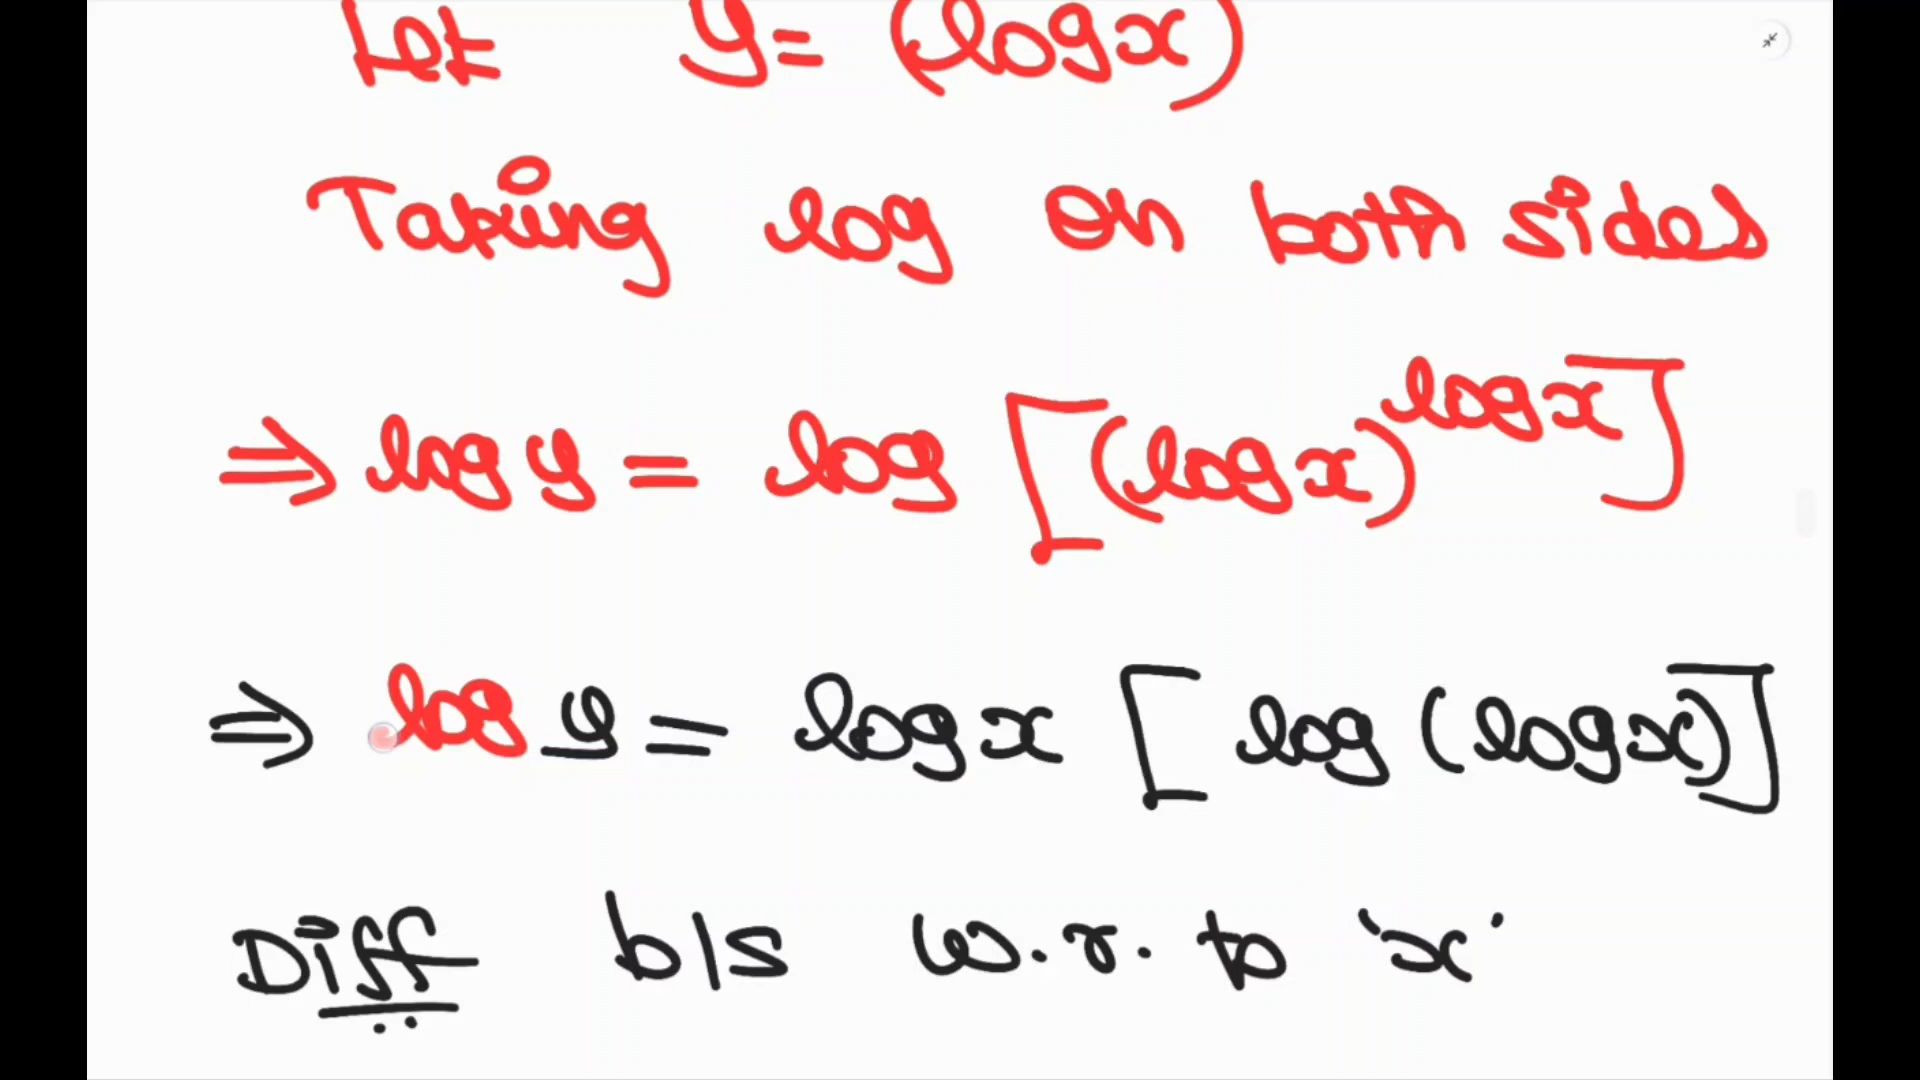 Let y = (log x)
Taking log on both sides
⇒ log y = log [(log x)^{log x}]
⇒ log y = log x [log (log x)]
Diff b/s w.r. to 'x'